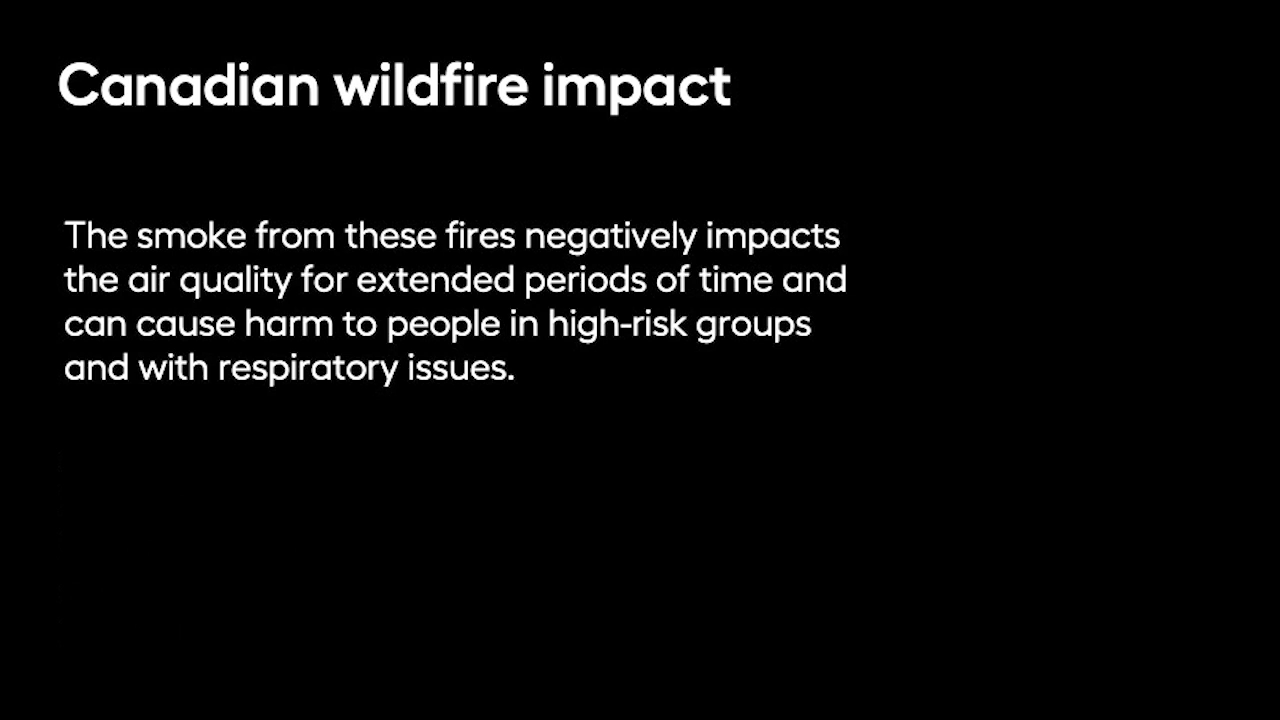 Canadian wildfire impact
The smoke from these fires negatively impacts
the air quality for extended periods of time and
can cause harm to people in high-risk groups
and with respiratory issues.